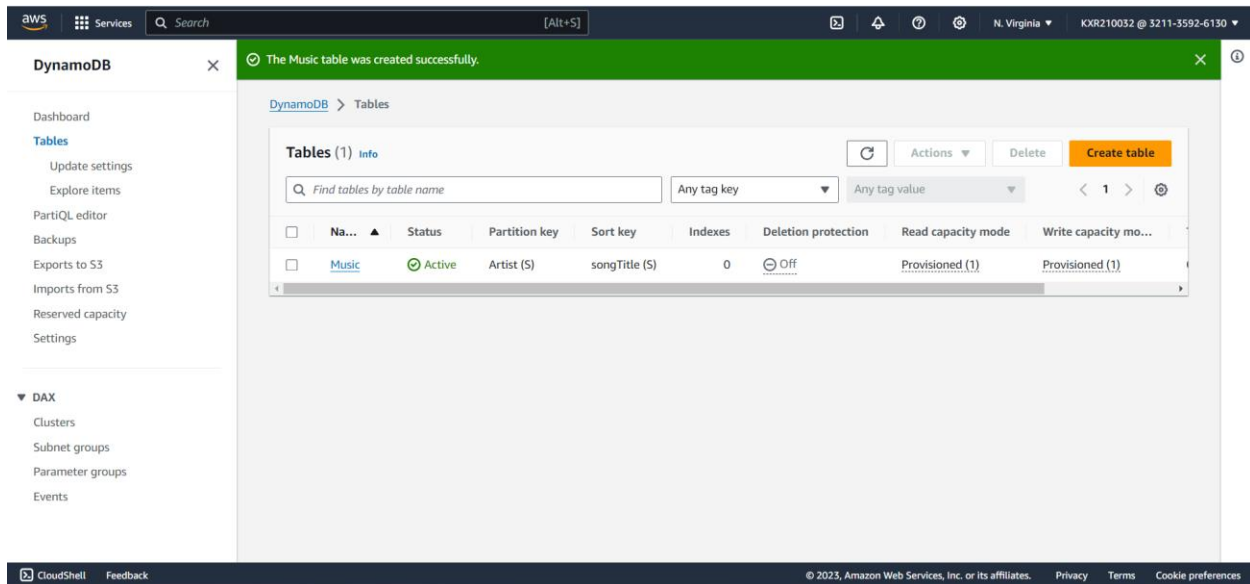 aws Services Search [Alt+S] N. Virginia ▼ KXR210032 @ 3211-3592-6130 ▼
DynamoDB
The Music table was created successfully.
DynamoDB > Tables
Dashboard
Tables
Update settings
Explore items
PartiQL editor
Backups
Exports to S3
Imports from S3
Reserved capacity
Settings
▼ DAX
Clusters
Subnet groups
Parameter groups
Events
Tables (1) Info
Actions ▼ Delete Create table
Find tables by table name Any tag key ▼ Any tag value ▼ < 1 >
Na... ▲ Status Partition key Sort key Indexes Deletion protection Read capacity mode Write capacity mo...
Music Active Artist (S) songTitle (S) 0 Off Provisioned (1) Provisioned (1)
CloudShell Feedback © 2023, Amazon Web Services, Inc. or its affiliates. Privacy Terms Cookie preferences